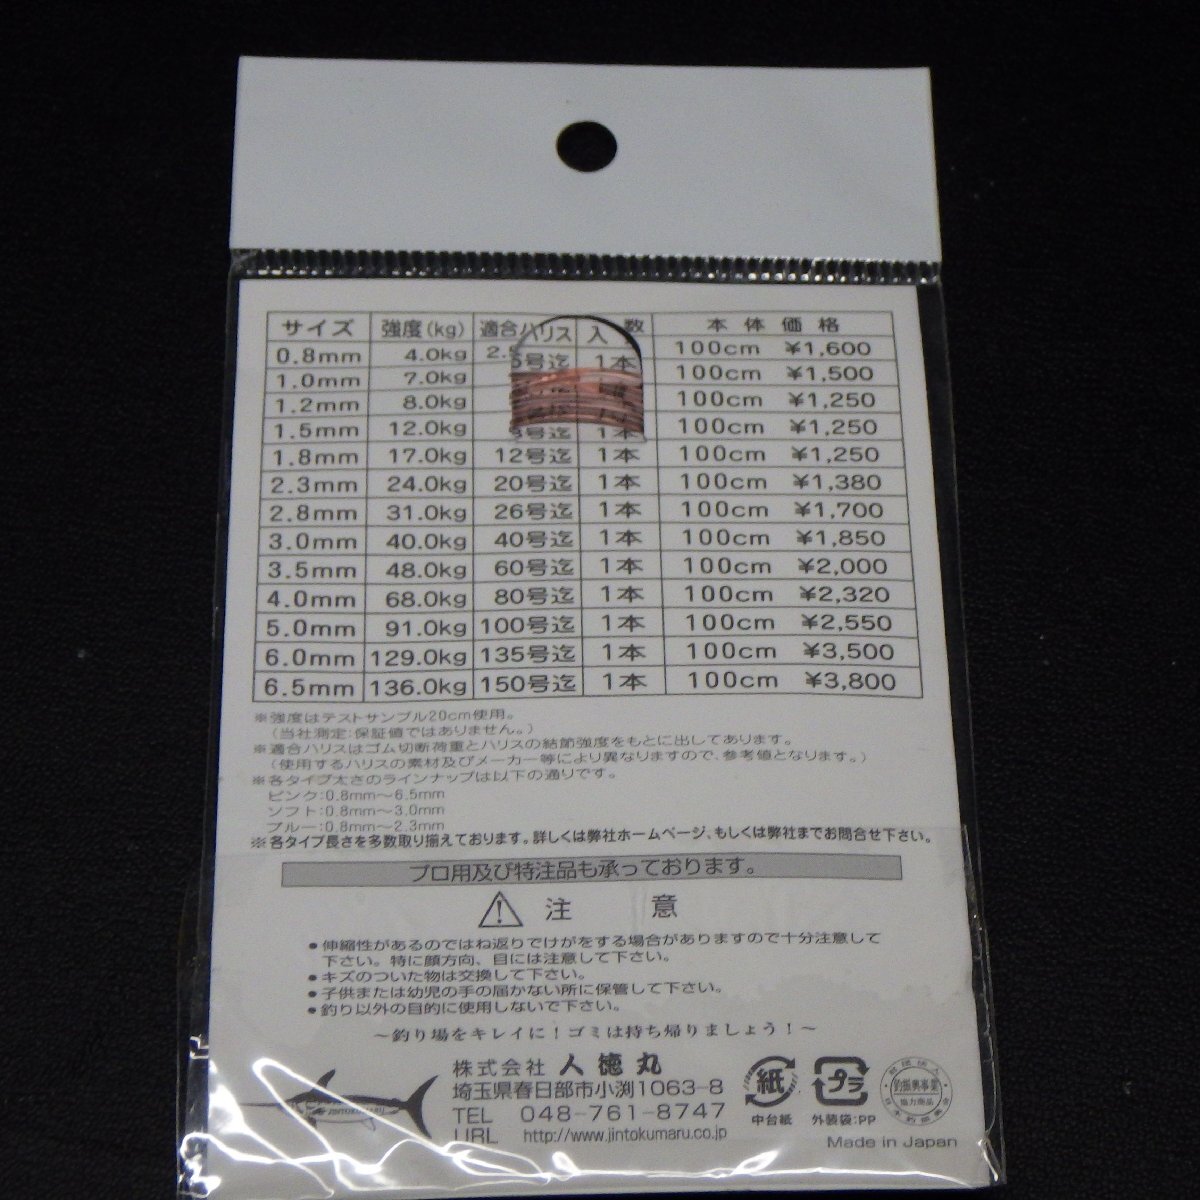 サイズ 強度(kg) 適合ハリス 入数 本体価格
0.8mm 4.0kg 2.5号迄 1本 100cm ¥1,600
1.0mm 7.0kg 100cm ¥1,500
1.2mm 8.0kg 100cm ¥1,250
1.5mm 12.0kg 8号迄 1本 100cm ¥1,250
1.8mm 17.0kg 12号迄 1本 100cm ¥1,250
2.3mm 24.0kg 20号迄 1本 100cm ¥1,380
2.8mm 31.0kg 26号迄 1本 100cm ¥1,700
3.0mm 40.0kg 40号迄 1本 100cm ¥1,850
3.5mm 48.0kg 60号迄 1本 100cm ¥2,000
4.0mm 68.0kg 80号迄 1本 100cm ¥2,320
5.0mm 91.0kg 100号迄 1本 100cm ¥2,550
6.0mm 129.0kg 135号迄 1本 100cm ¥3,500
6.5mm 136.0kg 150号迄 1本 100cm ¥3,800
※強度はテストサンプル20cm使用。
(当社測定:保証値ではありません。)
※適合ハリスはゴム切断荷重とハリスの結節強度をもとに出してあります。
(使用するハリスの素材及びメーカー等により異なりますので、参考値となります。)
※各タイプ太さのラインナップは以下の通りです。
ピンク:0.8mm〜6.5mm
ソフト:0.8mm〜3.0mm
ブルー:0.8mm〜2.3mm
※各タイプ長さを多数取り揃えております。詳しくは弊社ホームページ、もしくは弊社までお問合せ下さい。
プロ用及び特注品も承っております。
注 意
●伸縮性があるのではね返りでけがをする場合がありますので十分注意して
下さい。特に顔方向、目には注意して下さい。
●キズのついた物は交換して下さい。
●子供または幼児の手の届かない所に保管して下さい。
●釣り以外の目的に使用しないで下さい。
〜釣り場をキレイに!ゴミは持ち帰りましょう!〜
JINTOKUMARU
株式会社 人徳丸
埼玉県春日部市小渕1063-8
TEL 048-761-8747
URL http://www.jintokumaru.co.jp
紙
中台紙
プラ
外装袋:PP
釣振興事業
協力商品
Made in Japan